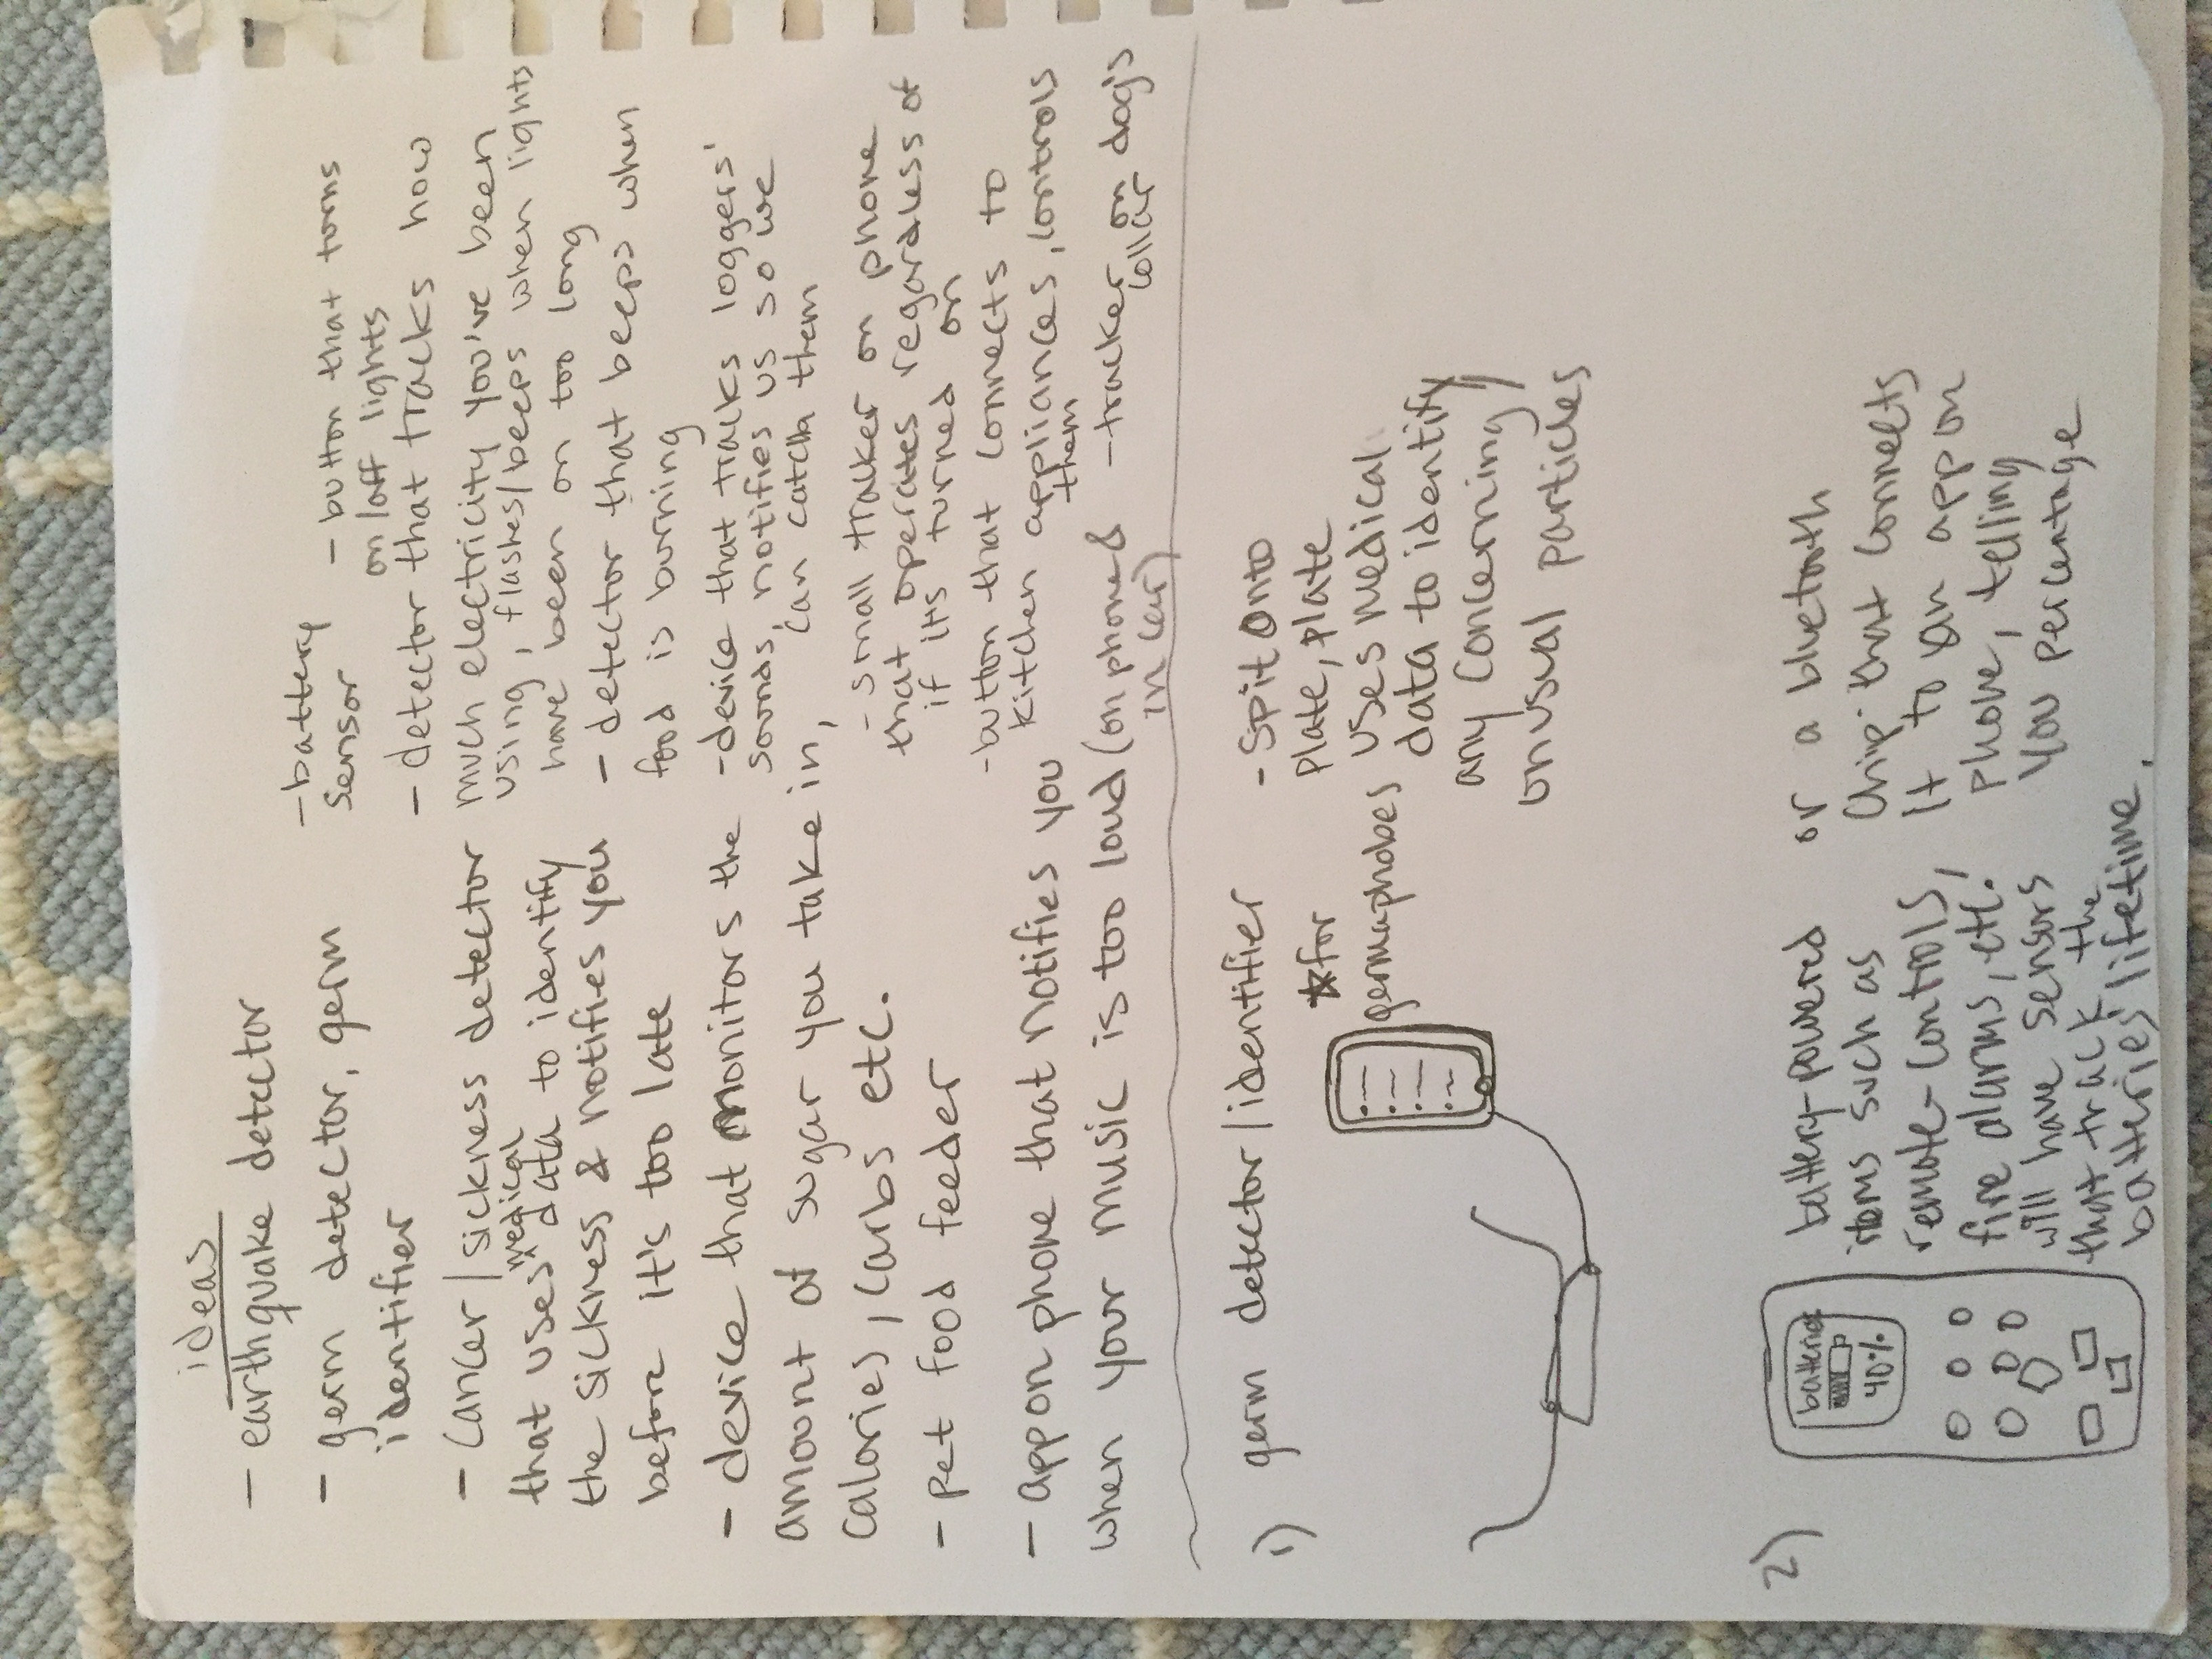 ideas
- earthquake detector
- germ detector, germ
identifier
- cancer/sickness detector
that uses ^ medical data to identify
the sickness & notifies you
before it's too late
- device that monitors the
amount of sugar you take in,
calories, carbs etc.
- pet food feeder
- app on phone that notifies you
when your music is too loud (on phone &
in car)
- battery
sensor
- button that turns
on/off lights
- detector that tracks how
much electricity you've been
using, flashes/beeps when lights
have been on too long
- detector that beeps when
food is burning
- device that tracks loggers'
sounds, notifies us so we
can catch them
- small tracker on phone
that operates regardless of
if it's turned on
- button that connects to
kitchen appliances, controls
them
- tracker on dog's
collar
1) germ detector/identifier
☆ for
germaphobes
- spit onto
plate, plate
uses medical
data to identify
any concerning/
unusual particles
2)
batteries
40%
battery-powered
items such as
remote-controls,
fire alarms, etc.
will have sensors
that track the
batteries' lifetime.
or a bluetooth
chip that connects
it to an app on
phone, telling
you percentage